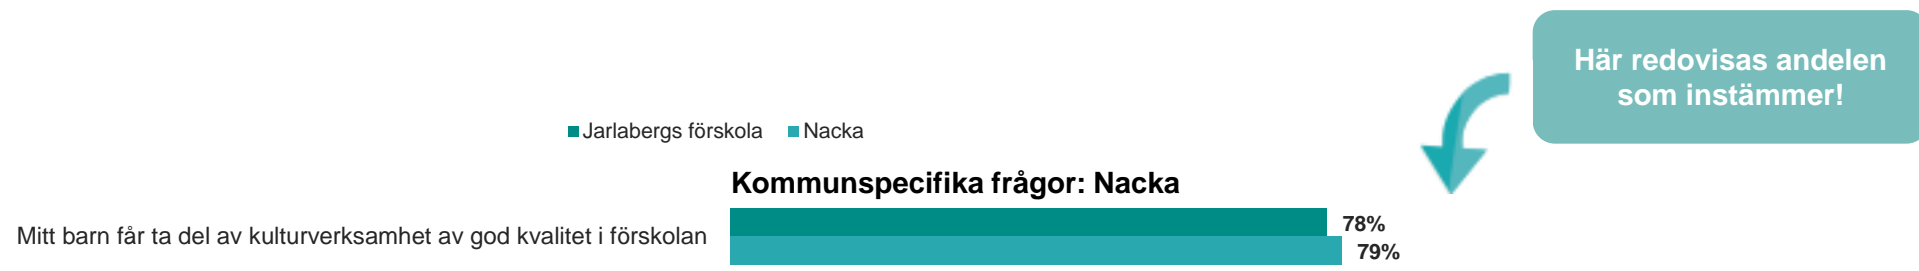 Här redovisas andelen
som instämmer!
Jarlabergs förskola Nacka
Kommunspecifika frågor: Nacka
Mitt barn får ta del av kulturverksamhet av god kvalitet i förskolan
78%
79%